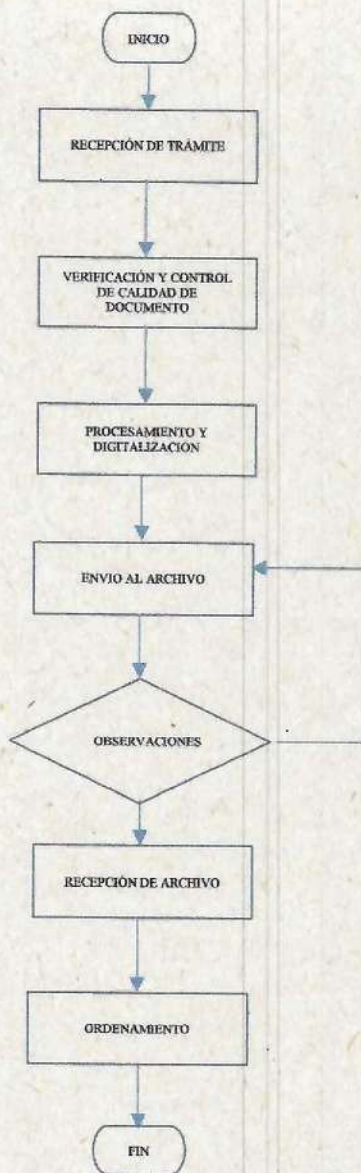 INICIO
RECEPCIÓN DE TRÁMITE
VERIFICACIÓN Y CONTROL
DE CALIDAD DE
DOCUMENTO
PROCESAMIENTO Y
DIGITALIZACION
ENVIO AL ARCHIVO
OBSERVACIONES
RECEPCIÓN DE ARCHIVO
ORDENAMIENTO
FIN